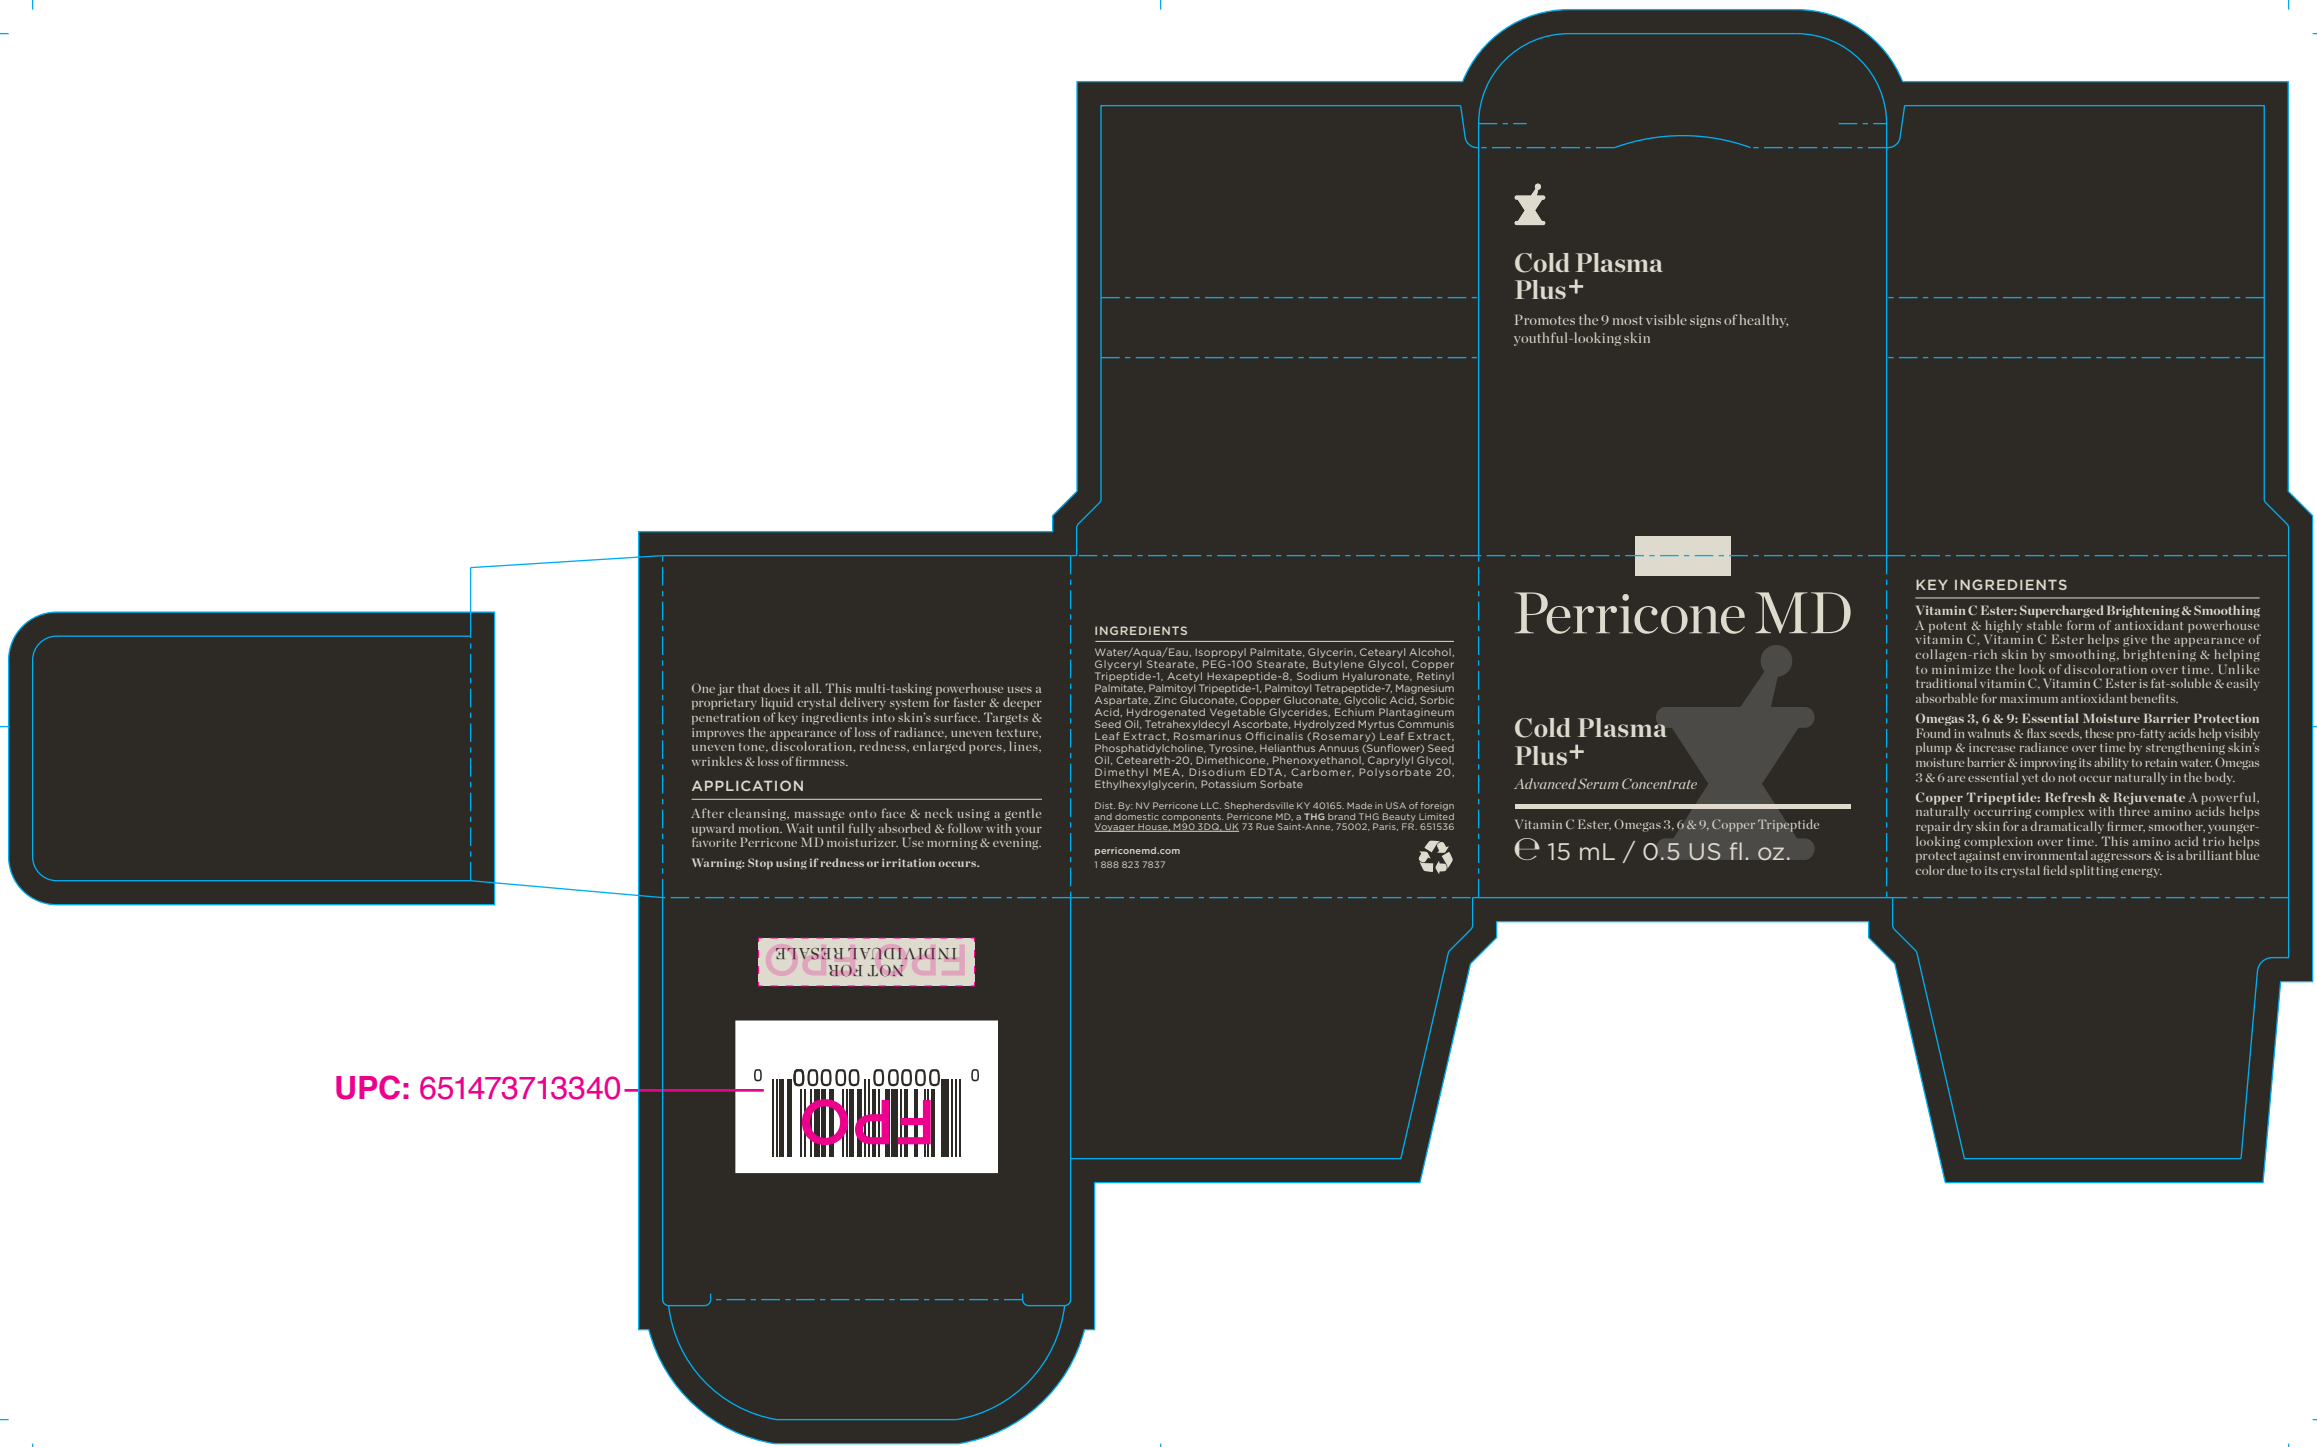 Cold Plasma
Plus+
Promotes the 9 most visible signs of healthy,
youthful-looking skin
One jar that does it all. This multi-tasking powerhouse uses a
proprietary liquid crystal delivery system for faster & deeper
penetration of key ingredients into skin's surface. Targets &
improves the appearance of loss of radiance, uneven texture,
uneven tone, discoloration, redness, enlarged pores, lines,
wrinkles & loss of firmness.
APPLICATION
After cleansing, massage onto face & neck using a gentle
upward motion. Wait until fully absorbed & follow with your
favorite Perricone MD moisturizer. Use morning & evening.
Warning: Stop using if redness or irritation occurs.
INGREDIENTS
Water/Aqua/Eau, Isopropyl Palmitate, Glycerin, Cetearyl Alcohol,
Glyceryl Stearate, PEG-100 Stearate, Butylene Glycol, Copper
Tripeptide-1, Acetyl Hexapeptide-8, Sodium Hyaluronate, Retinyl
Palmitate, Palmitoyl Tripeptide-1, Palmitoyl Tetrapeptide-7, Magnesium
Aspartate, Zinc Gluconate, Copper Gluconate, Glycolic Acid, Sorbic
Acid, Hydrogenated Vegetable Glycerides, Echium Plantagineum
Seed Oil, Tetrahexyldecyl Ascorbate, Hydrolyzed Myrtus Communis
Leaf Extract, Rosmarinus Officinalis (Rosemary) Leaf Extract,
Phosphatidylcholine, Tyrosine, Helianthus Annuus (Sunflower) Seed
Oil, Ceteareth-20, Dimethicone, Phenoxyethanol, Caprylyl Glycol,
Dimethyl MEA, Disodium EDTA, Carbomer, Polysorbate 20,
Ethylhexylglycerin, Potassium Sorbate
Dist. By: NV Perricone LLC. Shepherdsville KY 40165. Made in USA of foreign
and domestic components. Perricone MD, a THG brand THG Beauty Limited
Voyager House, M90 3DQ, UK 73 Rue Saint-Anne, 75002, Paris, FR. 651536
perriconemd.com
1 888 823 7837
Perricone MD
Cold Plasma
Plus+
Advanced Serum Concentrate
Vitamin C Ester, Omegas 3, 6 & 9, Copper Tripeptide
℮ 15 mL / 0.5 US fl. oz.
KEY INGREDIENTS
Vitamin C Ester: Supercharged Brightening & Smoothing
A potent & highly stable form of antioxidant powerhouse
vitamin C, Vitamin C Ester helps give the appearance of
collagen-rich skin by smoothing, brightening & helping
to minimize the look of discoloration over time. Unlike
traditional vitamin C, Vitamin C Ester is fat-soluble & easily
absorbable for maximum antioxidant benefits.
Omegas 3, 6 & 9: Essential Moisture Barrier Protection
Found in walnuts & flax seeds, these pro-fatty acids help visibly
plump & increase radiance over time by strengthening skin's
moisture barrier & improving its ability to retain water. Omegas
3 & 6 are essential yet do not occur naturally in the body.
Copper Tripeptide: Refresh & Rejuvenate A powerful,
naturally occurring complex with three amino acids helps
repair dry skin for a dramatically firmer, smoother, younger-
looking complexion over time. This amino acid trio helps
protect against environmental aggressors & is a brilliant blue
color due to its crystal field splitting energy.
NOT FOR
INDIVIDUAL RESALE
FPO FPO
UPC: 651473713340
0 00000 00000 0
FPO